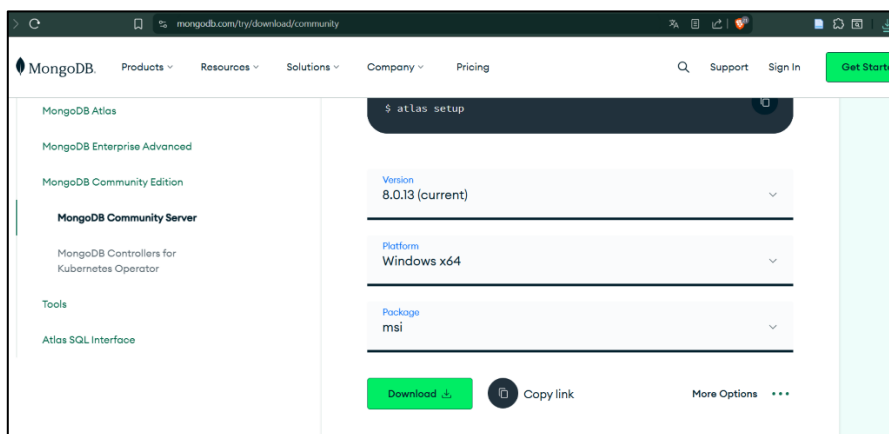 mongodb.com/try/download/community
MongoDB.
Products
Resources
Solutions
Company
Pricing
Support
Sign In
MongoDB Atlas
MongoDB Enterprise Advanced
MongoDB Community Edition
MongoDB Community Server
MongoDB Controllers for
Kubernetes Operator
Tools
Atlas SQL Interface
$ atlas setup
Version
8.0.13 (current)
Platform
Windows x64
Package
msi
Download
Copy link
More Options